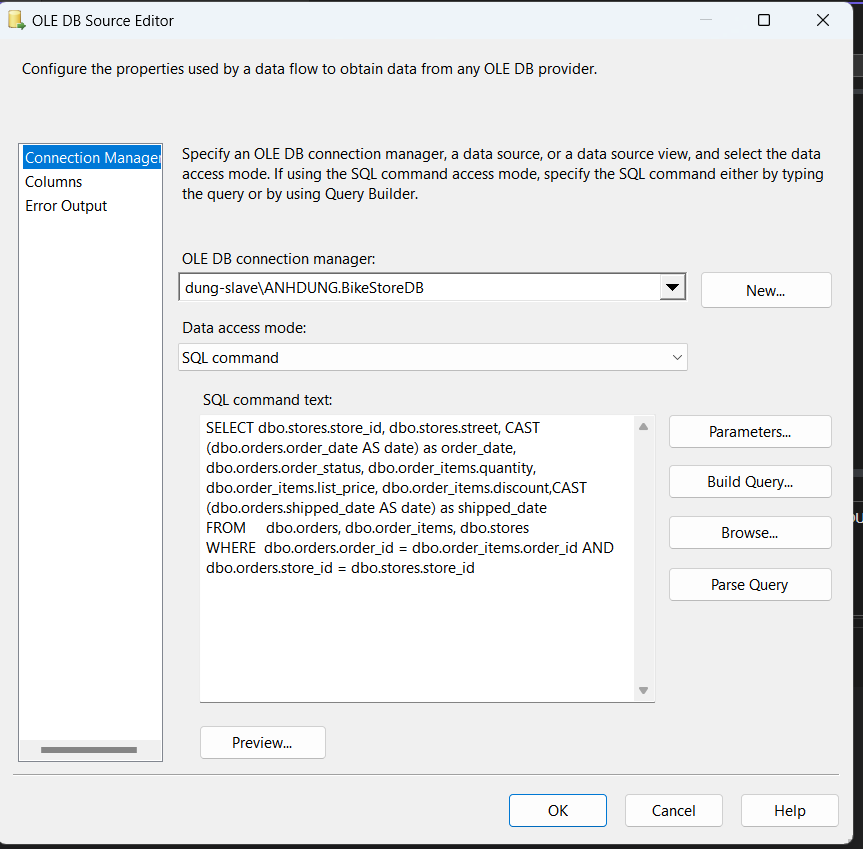 OLE DB Source Editor
Configure the properties used by a data flow to obtain data from any OLE DB provider.
Connection Manager
Columns
Error Output
Specify an OLE DB connection manager, a data source, or a data source view, and select the data
access mode. If using the SQL command access mode, specify the SQL command either by typing
the query or by using Query Builder.
OLE DB connection manager:
dung-slave\ANHDUNG.BikeStoreDB
New...
Data access mode:
SQL command
SQL command text:
SELECT dbo.stores.store_id, dbo.stores.street, CAST
(dbo.orders.order_date AS date) as order_date,
dbo.orders.order_status, dbo.order_items.quantity,
dbo.order_items.list_price, dbo.order_items.discount,CAST
(dbo.orders.shipped_date AS date) as shipped_date
FROM dbo.orders, dbo.order_items, dbo.stores
WHERE dbo.orders.order_id = dbo.order_items.order_id AND
dbo.orders.store_id = dbo.stores.store_id
Parameters...
Build Query...
Browse...
Parse Query
Preview...
OK
Cancel
Help